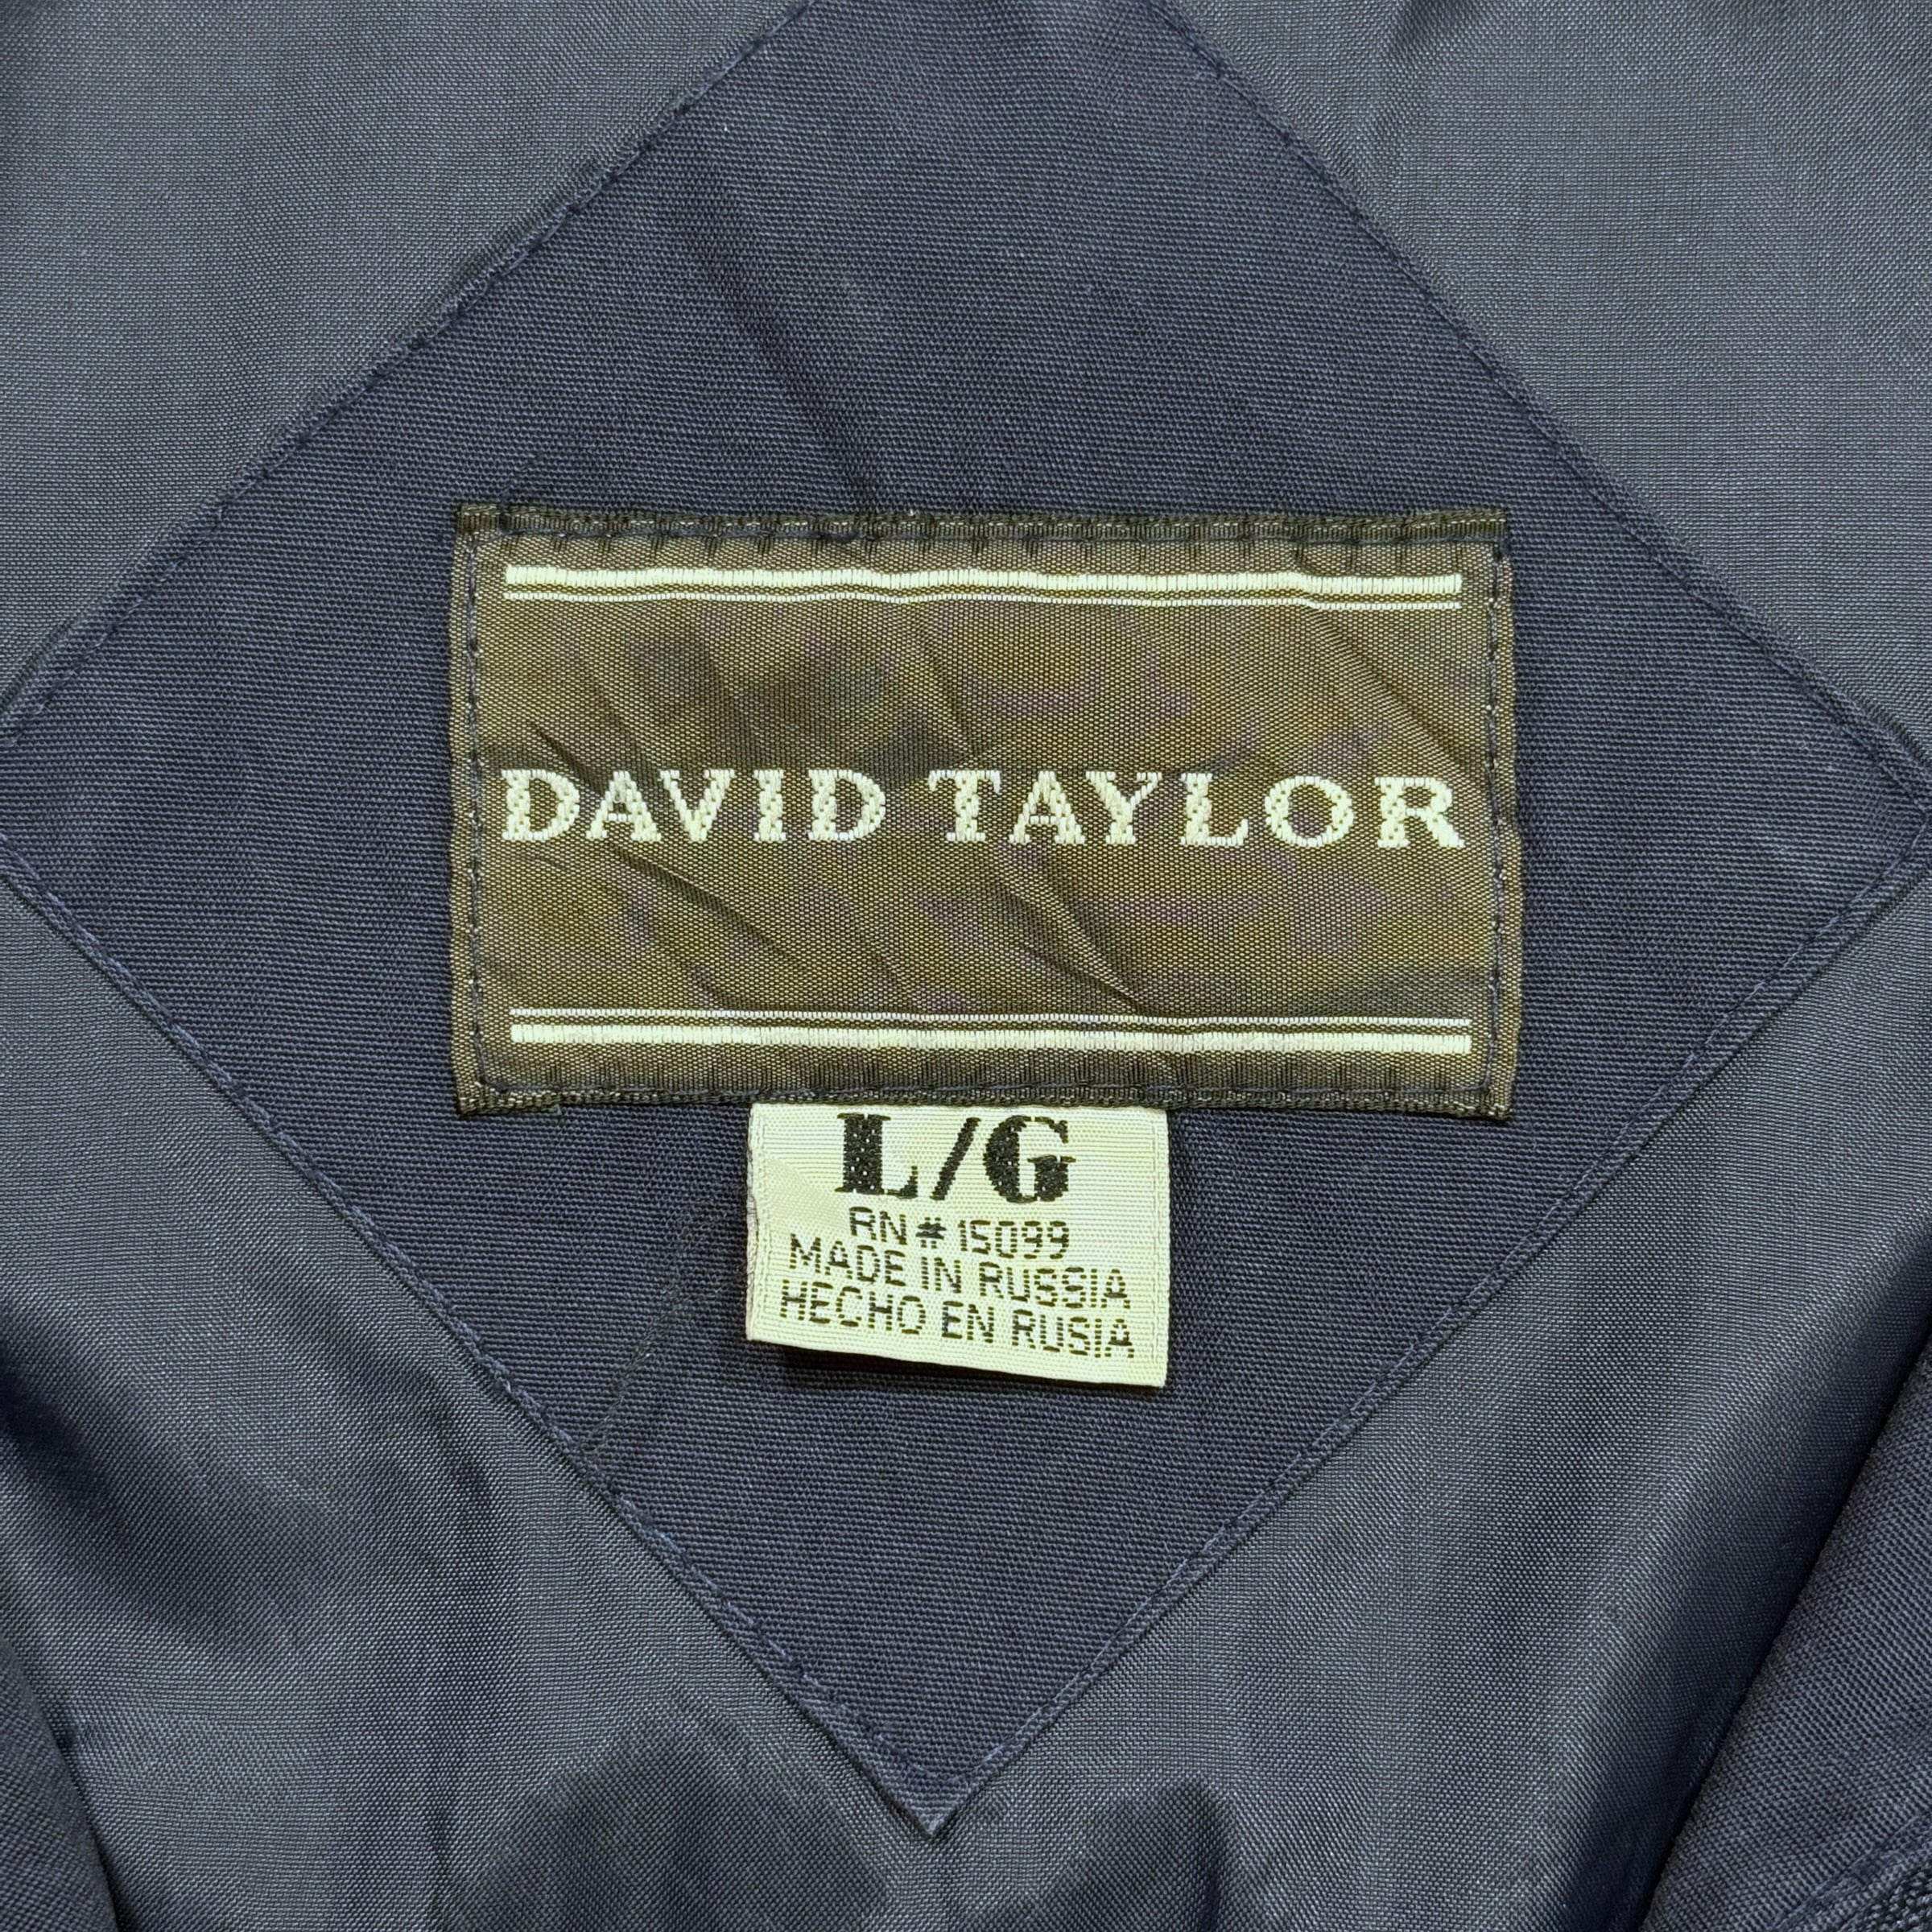 DAVID TAYLOR
L/G
RN# 15099
MADE IN RUSSIA
HECHO EN RUSIA